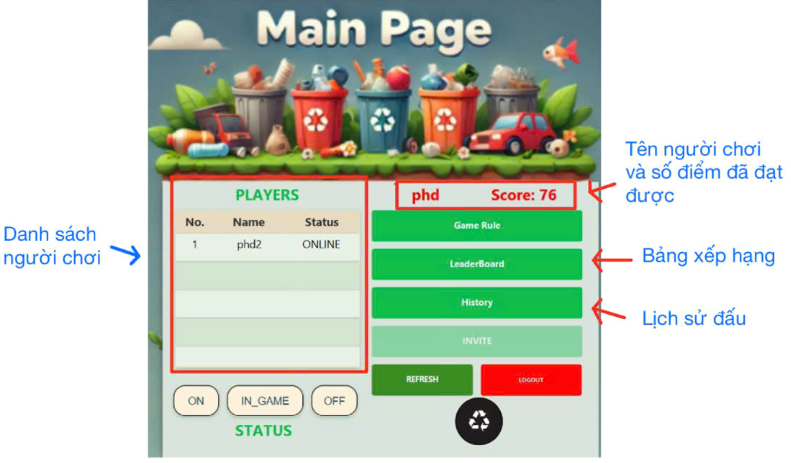 Main Page
Tên người chơi
và số điểm đã đạt
được
PLAYERS
phd Score: 76
No. Name Status
1 phd2 ONLINE
Danh sách
người chơi
Game Rule
LeaderBoard
Bảng xếp hạng
History
Lịch sử đấu
INVITE
REFRESH LOGOUT
ON IN_GAME OFF
STATUS